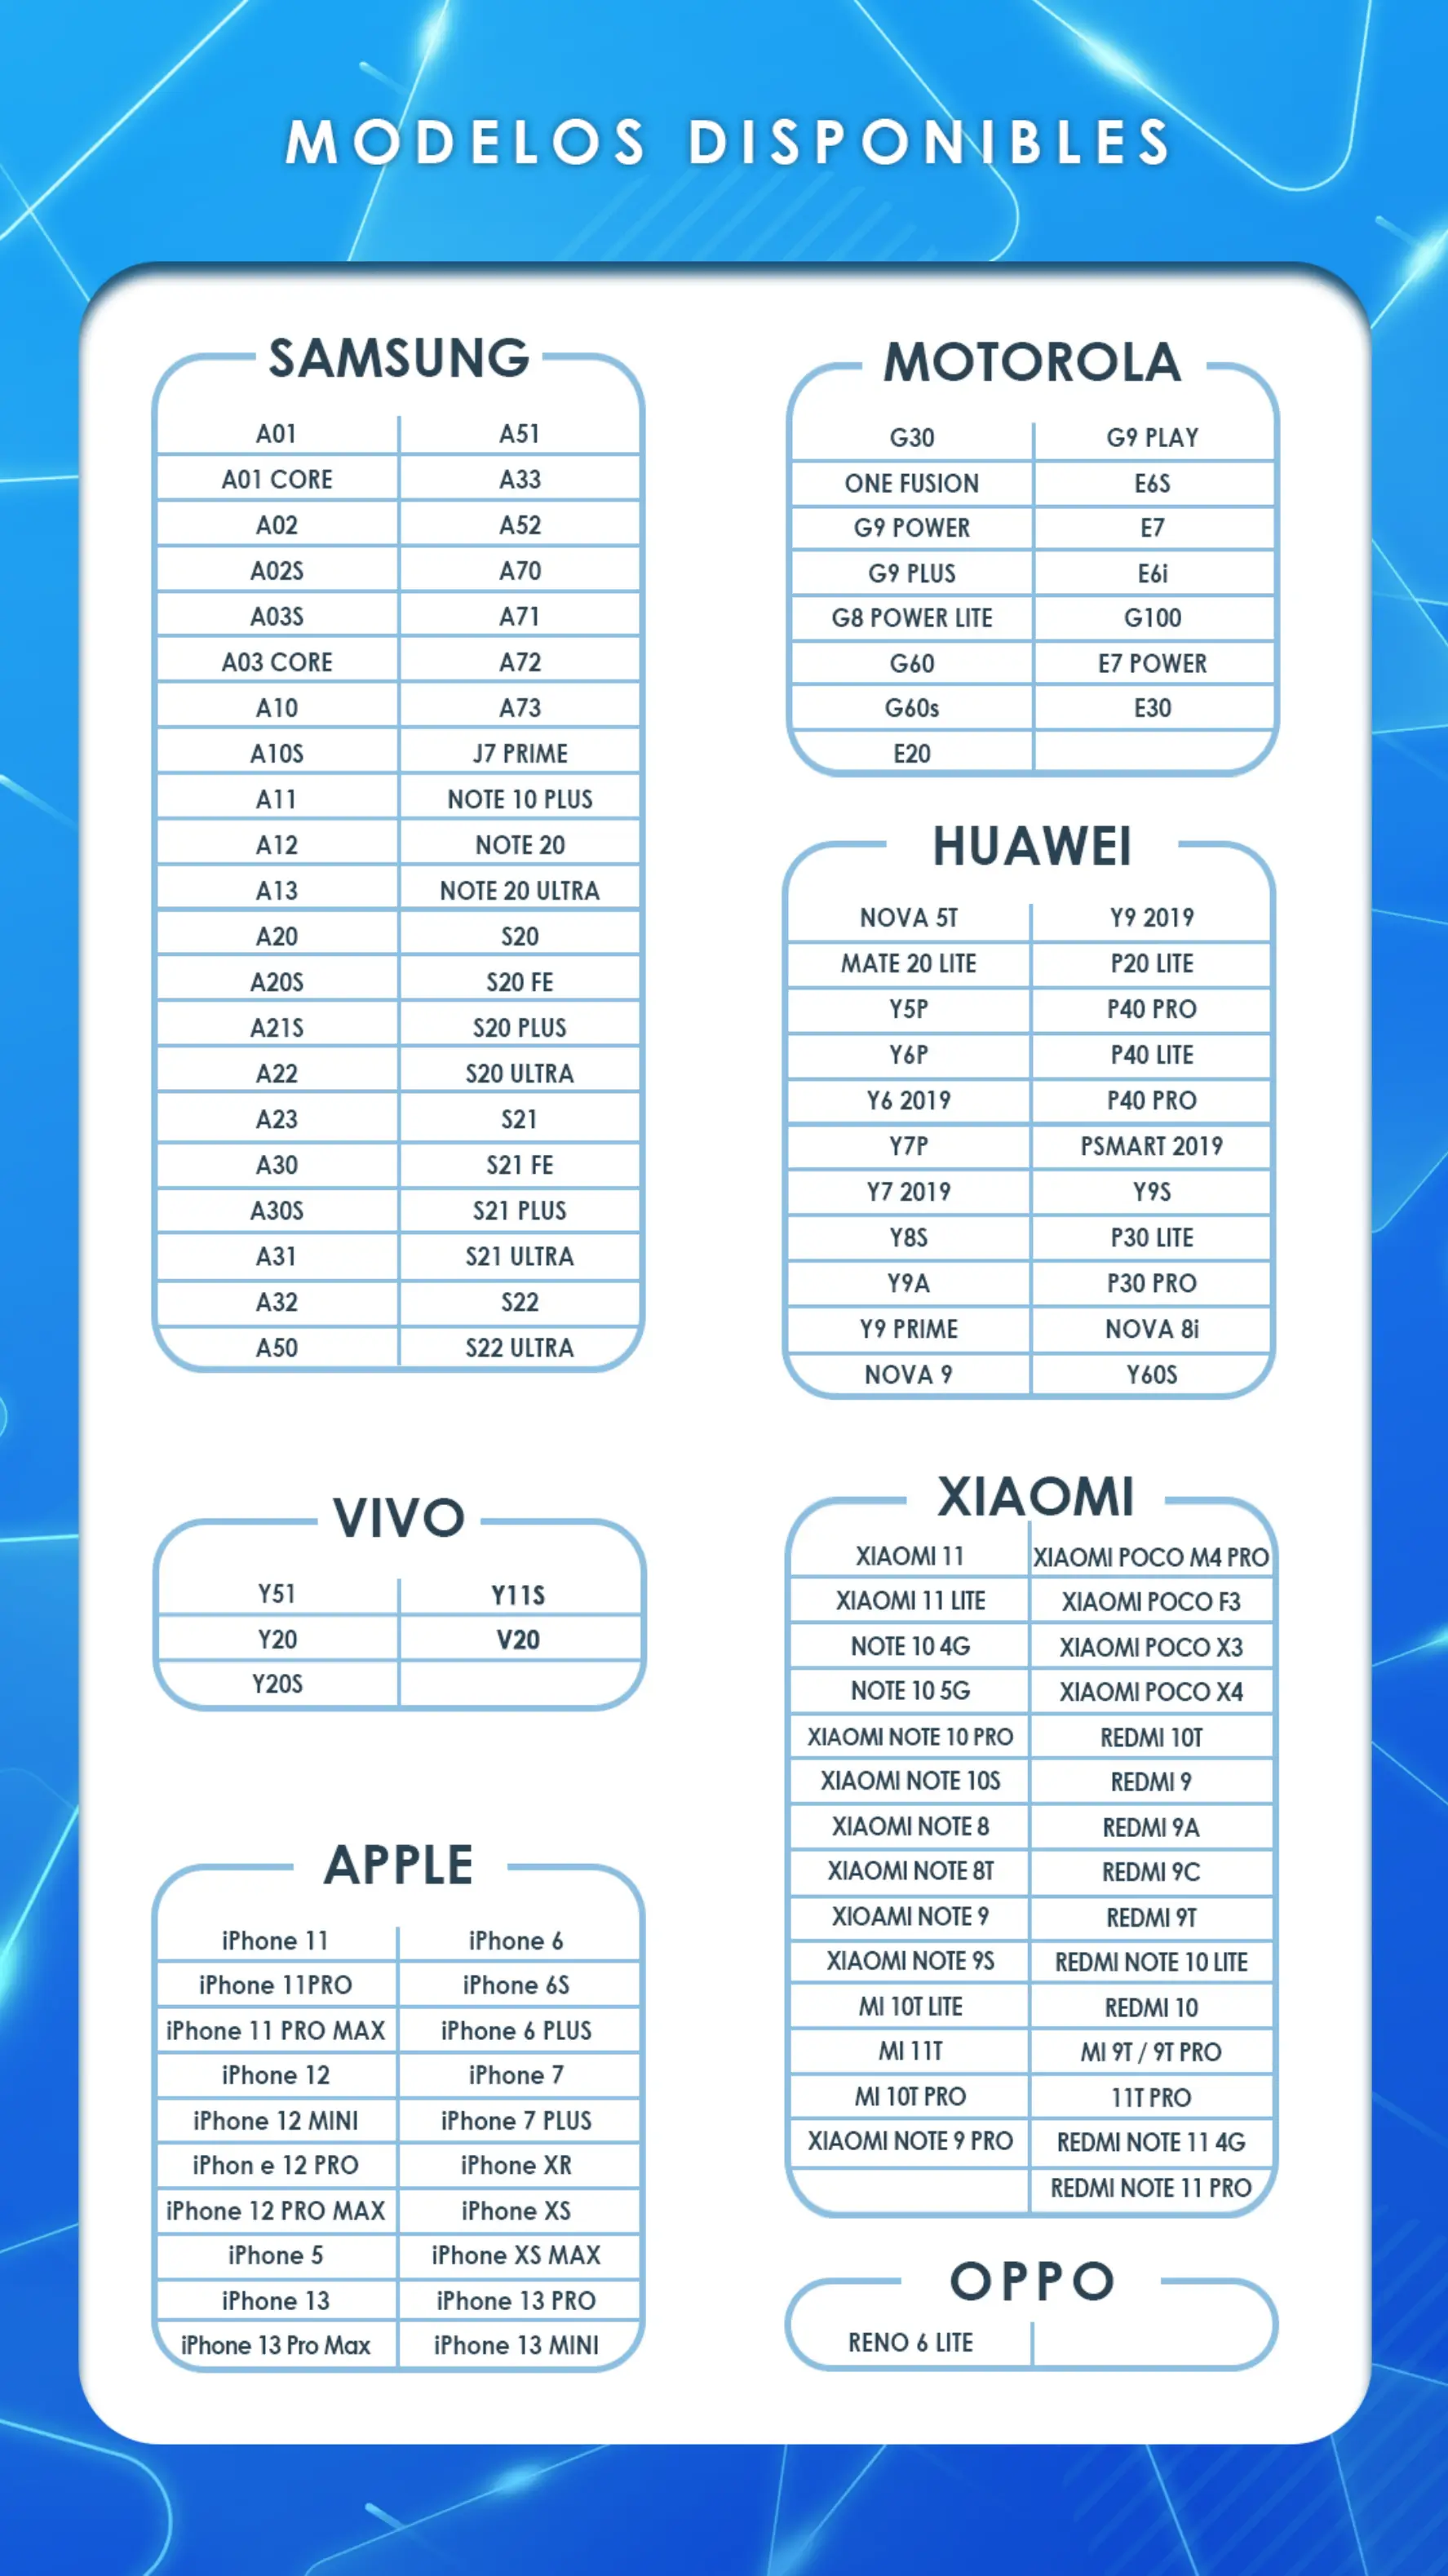 MODELOS DISPONIBLES
SAMSUNG
A01 A51
A01 CORE A33
A02 A52
A02S A70
A03S A71
A03 CORE A72
A10 A73
A10S J7 PRIME
A11 NOTE 10 PLUS
A12 NOTE 20
A13 NOTE 20 ULTRA
A20 S20
A20S S20 FE
A21S S20 PLUS
A22 S20 ULTRA
A23 S21
A30 S21 FE
A30S S21 PLUS
A31 S21 ULTRA
A32 S22
A50 S22 ULTRA
MOTOROLA
G30 G9 PLAY
ONE FUSION E6S
G9 POWER E7
G9 PLUS E6i
G8 POWER LITE G100
G60 E7 POWER
G60s E30
E20
HUAWEI
NOVA 5T Y9 2019
MATE 20 LITE P20 LITE
Y5P P40 PRO
Y6P P40 LITE
Y6 2019 P40 PRO
Y7P PSMART 2019
Y7 2019 Y9S
Y8S P30 LITE
Y9A P30 PRO
Y9 PRIME NOVA 8i
NOVA 9 Y60S
VIVO
Y51 Y11S
Y20 V20
Y20S
XIAOMI
XIAOMI 11 XIAOMI POCO M4 PRO
XIAOMI 11 LITE XIAOMI POCO F3
NOTE 10 4G XIAOMI POCO X3
NOTE 10 5G XIAOMI POCO X4
XIAOMI NOTE 10 PRO REDMI 10T
XIAOMI NOTE 10S REDMI 9
XIAOMI NOTE 8 REDMI 9A
XIAOMI NOTE 8T REDMI 9C
XIOAMI NOTE 9 REDMI 9T
XIAOMI NOTE 9S REDMI NOTE 10 LITE
MI 10T LITE REDMI 10
MI 11T MI 9T / 9T PRO
MI 10T PRO 11T PRO
XIAOMI NOTE 9 PRO REDMI NOTE 11 4G
REDMI NOTE 11 PRO
APPLE
iPhone 11 iPhone 6
iPhone 11PRO iPhone 6S
iPhone 11 PRO MAX iPhone 6 PLUS
iPhone 12 iPhone 7
iPhone 12 MINI iPhone 7 PLUS
iPhon e 12 PRO iPhone XR
iPhone 12 PRO MAX iPhone XS
iPhone 5 iPhone XS MAX
iPhone 13 iPhone 13 PRO
iPhone 13 Pro Max iPhone 13 MINI
OPPO
RENO 6 LITE